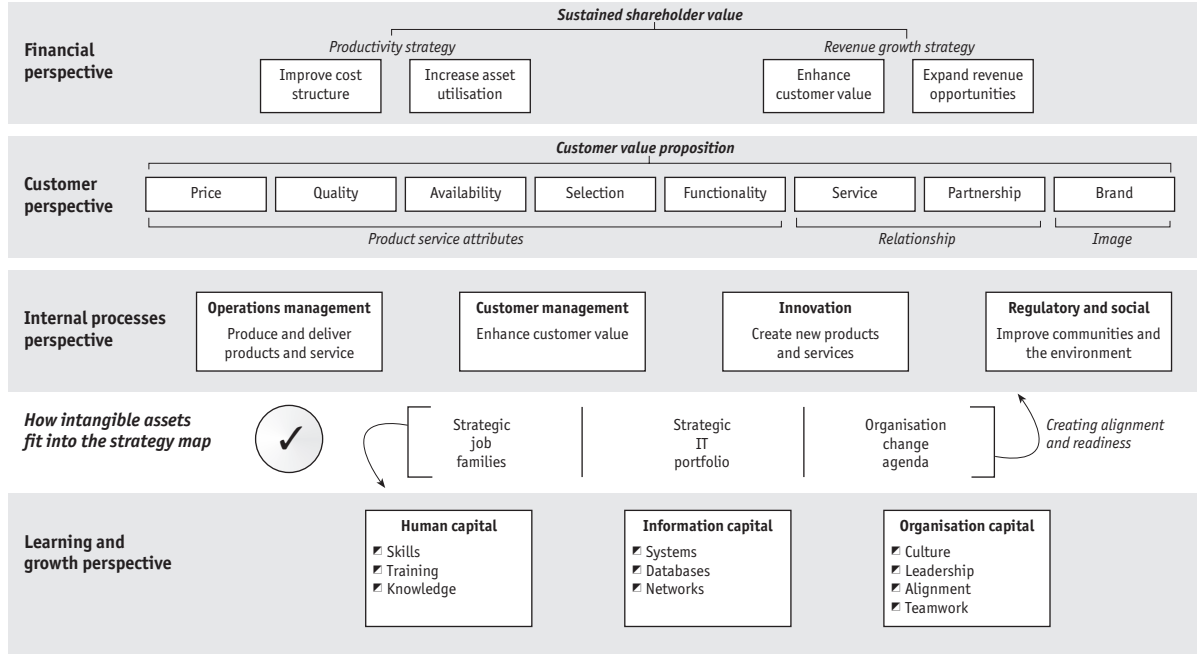 Sustained shareholder value
Financial
perspective
Productivity strategy
Revenue growth strategy
Improve cost
structure
Increase asset
utilisation
Enhance
customer value
Expand revenue
opportunities
Customer value proposition
Customer
perspective
Price
Quality
Availability
Selection
Functionality
Service
Partnership
Brand
Product service attributes
Relationship
Image
Internal processes
perspective
Operations management
Produce and deliver
products and service
Customer management
Enhance customer value
Innovation
Create new products
and services
Regulatory and social
Improve communities and
the environment
How intangible assets
fit into the strategy map
Strategic
job
families
Strategic
IT
portfolio
Organisation
change
agenda
Creating alignment
and readiness
Learning and
growth perspective
Human capital
Skills
Training
Knowledge
Information capital
Systems
Databases
Networks
Organisation capital
Culture
Leadership
Alignment
Teamwork